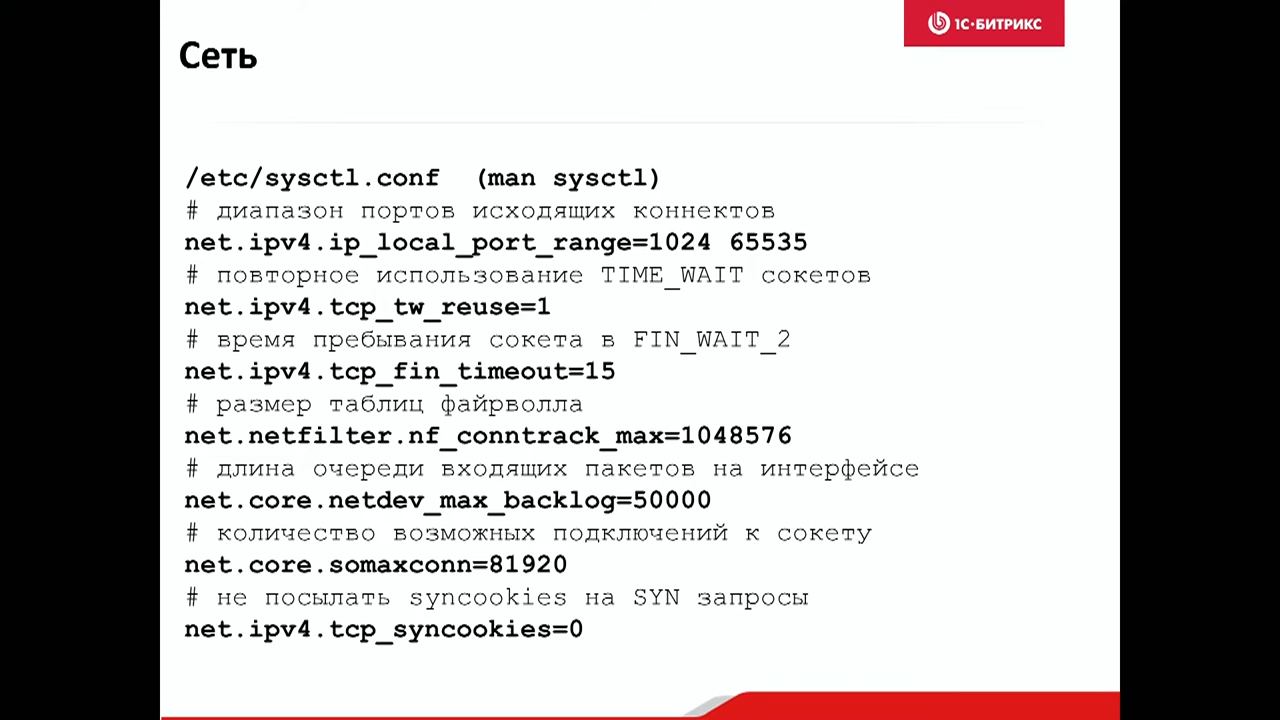 1С·БИТРИКС
Сеть
/etc/sysctl.conf (man sysctl)
# диапазон портов исходящих коннектов
net.ipv4.ip_local_port_range=1024 65535
# повторное использование TIME_WAIT сокетов
net.ipv4.tcp_tw_reuse=1
# время пребывания сокета в FIN_WAIT_2
net.ipv4.tcp_fin_timeout=15
# размер таблиц файрволла
net.netfilter.nf_conntrack_max=1048576
# длина очереди входящих пакетов на интерфейсе
net.core.netdev_max_backlog=50000
# количество возможных подключений к сокету
net.core.somaxconn=81920
# не посылать syncookies на SYN запросы
net.ipv4.tcp_syncookies=0